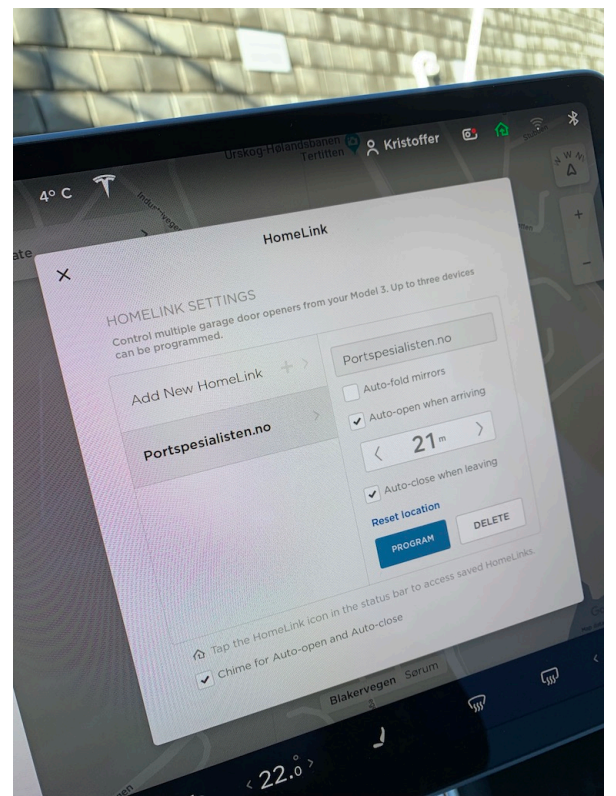 Urskog-Hølandsbanen
Tertitten
Kristoffer
4° C
N
W
HomeLink
HOMELINK SETTINGS
Control multiple garage door openers from your Model 3. Up to three devices
can be programmed.
Add New HomeLink
Portspesialisten.no
Portspesialisten.no
Auto-fold mirrors
Auto-open when arriving
21 m
Auto-close when leaving
Reset location
PROGRAM
DELETE
Tap the HomeLink icon in the status bar to access saved HomeLinks.
Chime for Auto-open and Auto-close
Blakervegen
Sørum
22.0